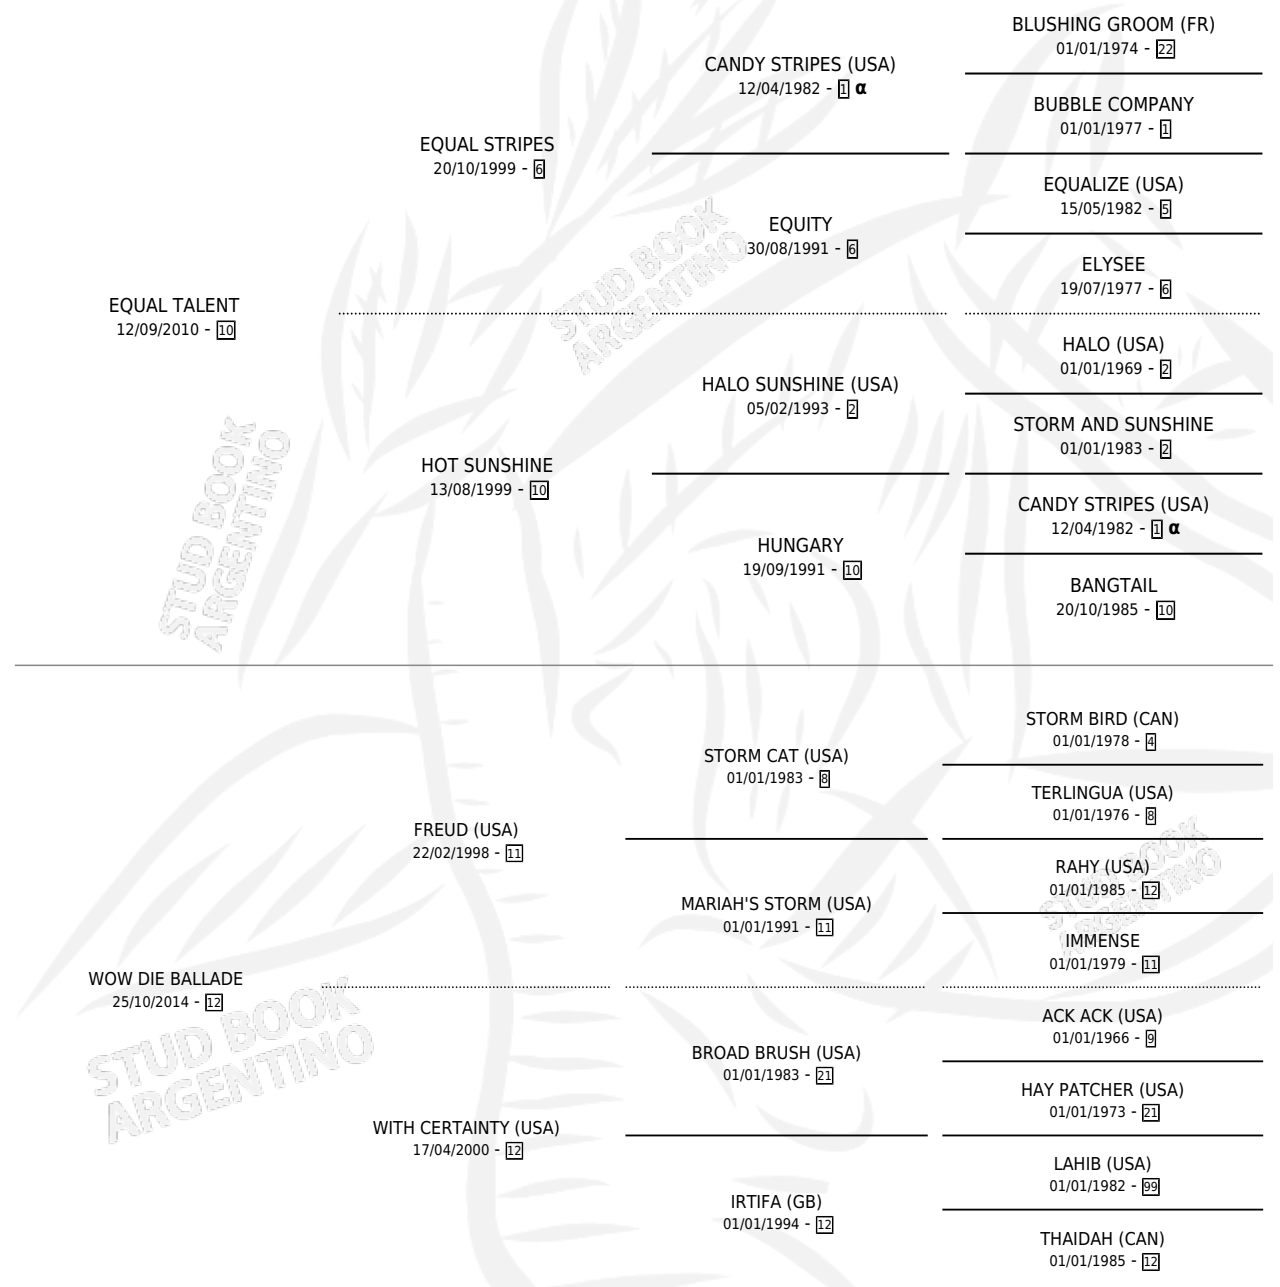 BLUSHING GROOM (FR)
01/01/1974 - 22
CANDY STRIPES (USA)
12/04/1982 - 1 α
BUBBLE COMPANY
01/01/1977 - 1
EQUAL STRIPES
20/10/1999 - 6
EQUALIZE (USA)
15/05/1982 - 5
EQUITY
30/08/1991 - 6
ELYSEE
19/07/1977 - 6
EQUAL TALENT
12/09/2010 - 10
HALO (USA)
01/01/1969 - 2
HALO SUNSHINE (USA)
05/02/1993 - 2
STORM AND SUNSHINE
01/01/1983 - 2
HOT SUNSHINE
13/08/1999 - 10
CANDY STRIPES (USA)
12/04/1982 - 1 α
HUNGARY
19/09/1991 - 10
BANGTAIL
20/10/1985 - 10
STORM BIRD (CAN)
01/01/1978 - 4
STORM CAT (USA)
01/01/1983 - 8
TERLINGUA (USA)
01/01/1976 - 8
FREUD (USA)
22/02/1998 - 11
RAHY (USA)
01/01/1985 - 12
MARIAH'S STORM (USA)
01/01/1991 - 11
IMMENSE
01/01/1979 - 11
WOW DIE BALLADE
25/10/2014 - 12
ACK ACK (USA)
01/01/1966 - 9
BROAD BRUSH (USA)
01/01/1983 - 21
HAY PATCHER (USA)
01/01/1973 - 21
WITH CERTAINTY (USA)
17/04/2000 - 12
LAHIB (USA)
01/01/1982 - 99
IRTIFA (GB)
01/01/1994 - 12
THAIDAH (CAN)
01/01/1985 - 12
STUD BOOK
ARGENTINO
STUD BOOK
ARGENTINO
STUD BOOK
ARGENTINO
STUD BOOK
ARGENTINO